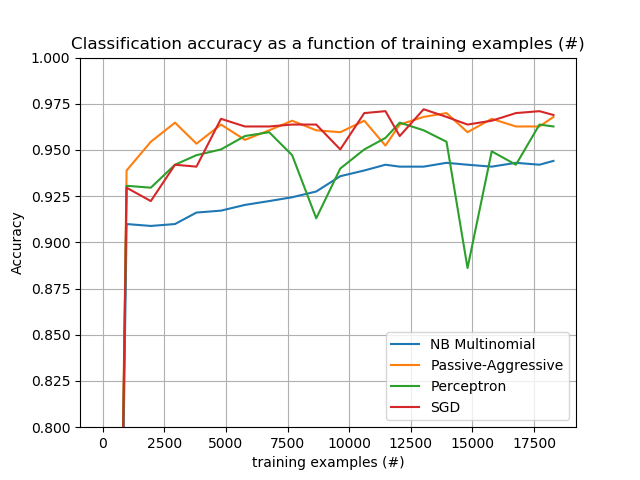 Classification accuracy as a function of training examples (#)
1.000
0.975
0.950
0.925
0.900
0.875
0.850
0.825
0.800
Accuracy
NB Multinomial
Passive-Aggressive
Perceptron
SGD
0 2500 5000 7500 10000 12500 15000 17500
training examples (#)